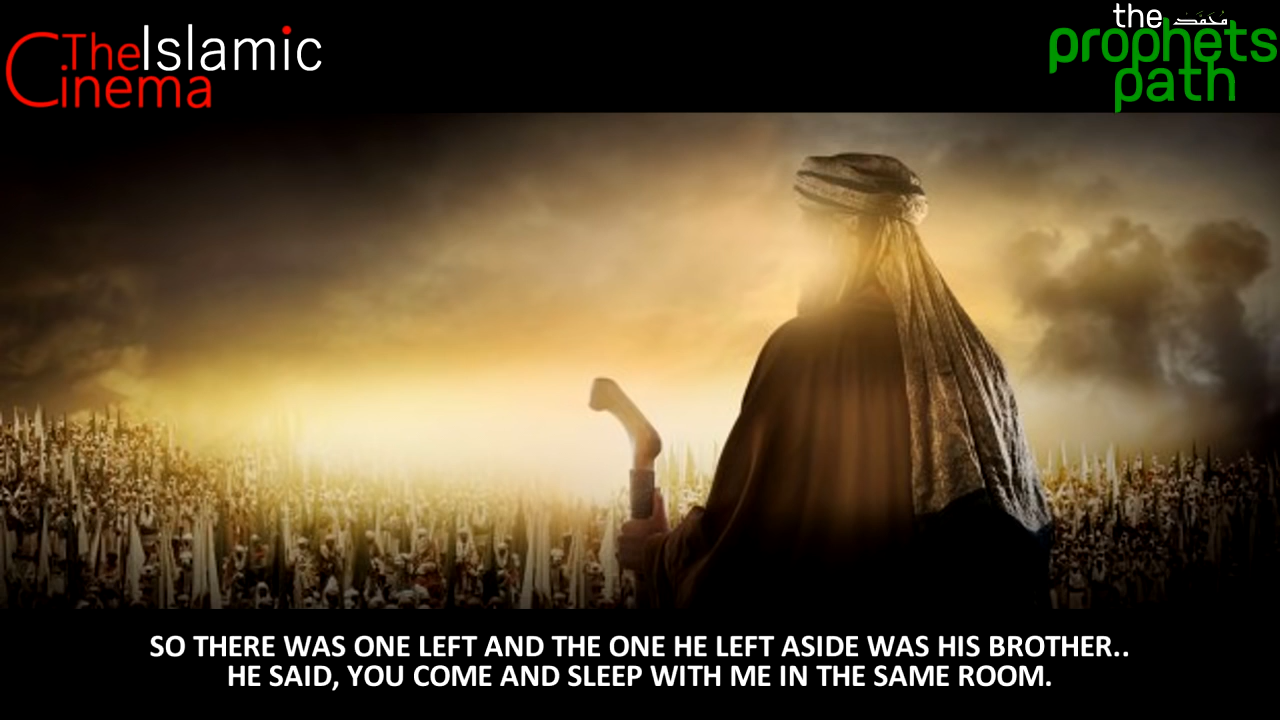 TheIslamic
Cinema
the محمد
prophets
path
SO THERE WAS ONE LEFT AND THE ONE HE LEFT ASIDE WAS HIS BROTHER..
HE SAID, YOU COME AND SLEEP WITH ME IN THE SAME ROOM.